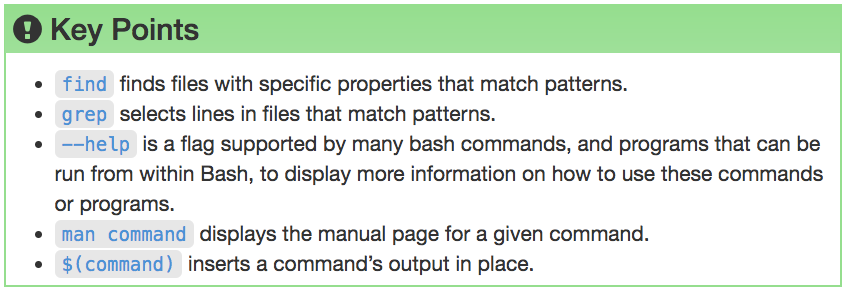 Key Points
find finds files with specific properties that match patterns.
grep selects lines in files that match patterns.
--help is a flag supported by many bash commands, and programs that can be
run from within Bash, to display more information on how to use these commands
or programs.
man command displays the manual page for a given command.
$(command) inserts a command’s output in place.